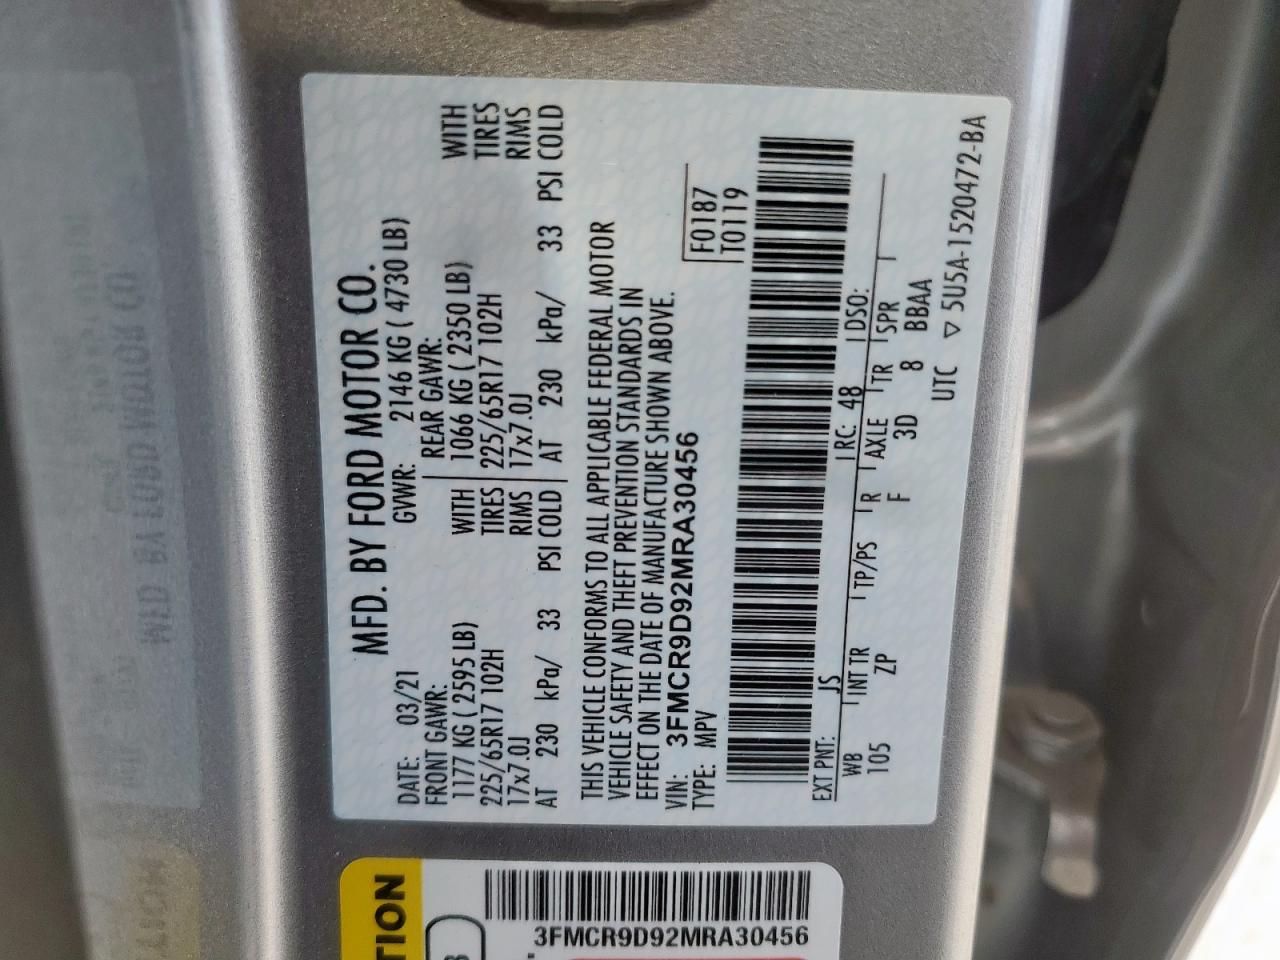 MFD. BY FORD MOTOR CO.
DATE: 03/21 GVWR: 2146 KG ( 4730 LB)
FRONT GAWR: REAR GAWR:
1177 KG ( 2595 LB) WITH 1066 KG ( 2350 LB) WITH
225/65R17 102H TIRES 225/65R17 102H TIRES
17x7.0J RIMS 17x7.0J RIMS
AT 230 kPa/ 33 PSI COLD AT 230 kPa/ 33 PSI COLD
THIS VEHICLE CONFORMS TO ALL APPLICABLE FEDERAL MOTOR
VEHICLE SAFETY AND THEFT PREVENTION STANDARDS IN
EFFECT ON THE DATE OF MANUFACTURE SHOWN ABOVE.
VIN: 3FMCR9D92MRA30456 F0187
TYPE: MPV T0119
EXT PNT: JS RC: 48 DSO:
WB INT TR TP/PS R AXLE TR SPR
105 ZP F 3D 8 BBAA
UTC ▽ 5U5A-1520472-BA
3FMCR9D92MRA30456